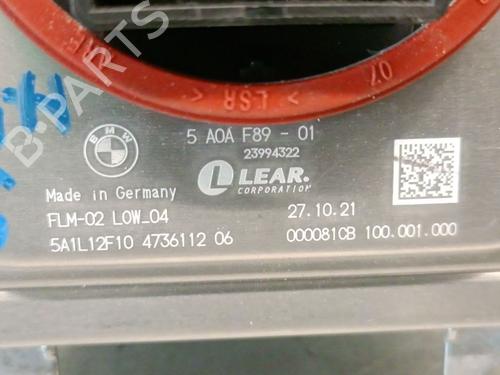 > LSR <
07
BMW
5 A0A F89 - 01
23994322
LEAR.
CORPORATION
Made in Germany
FLM-02 LOW_04
27.10.21
5A1L12F10 4736112 06
000081CB 100.001.000